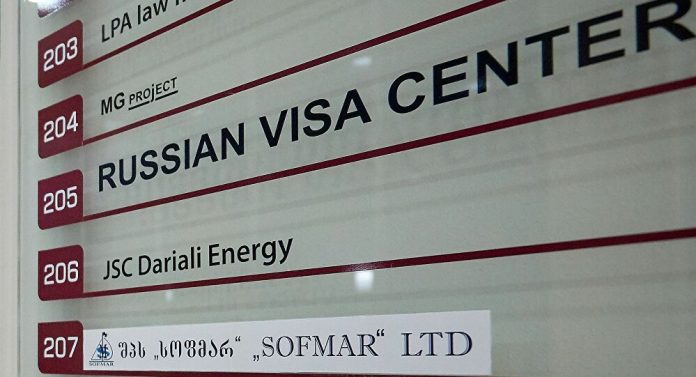 203 LPA law
204 MG PROJECT
205 RUSSIAN VISA CENTER
206 JSC Dariali Energy
207 SOFMAR შპს „სოფმარ“ „SOFMAR“ LTD